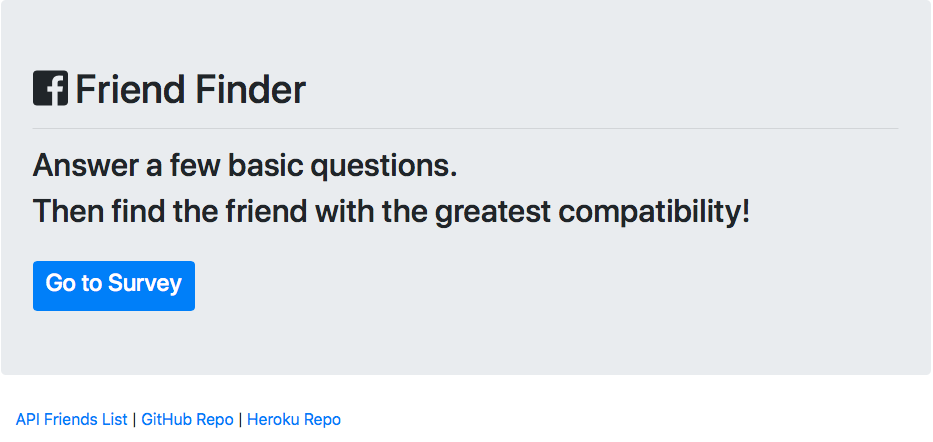 Friend Finder
Answer a few basic questions.
Then find the friend with the greatest compatibility!
Go to Survey
API Friends List | GitHub Repo | Heroku Repo